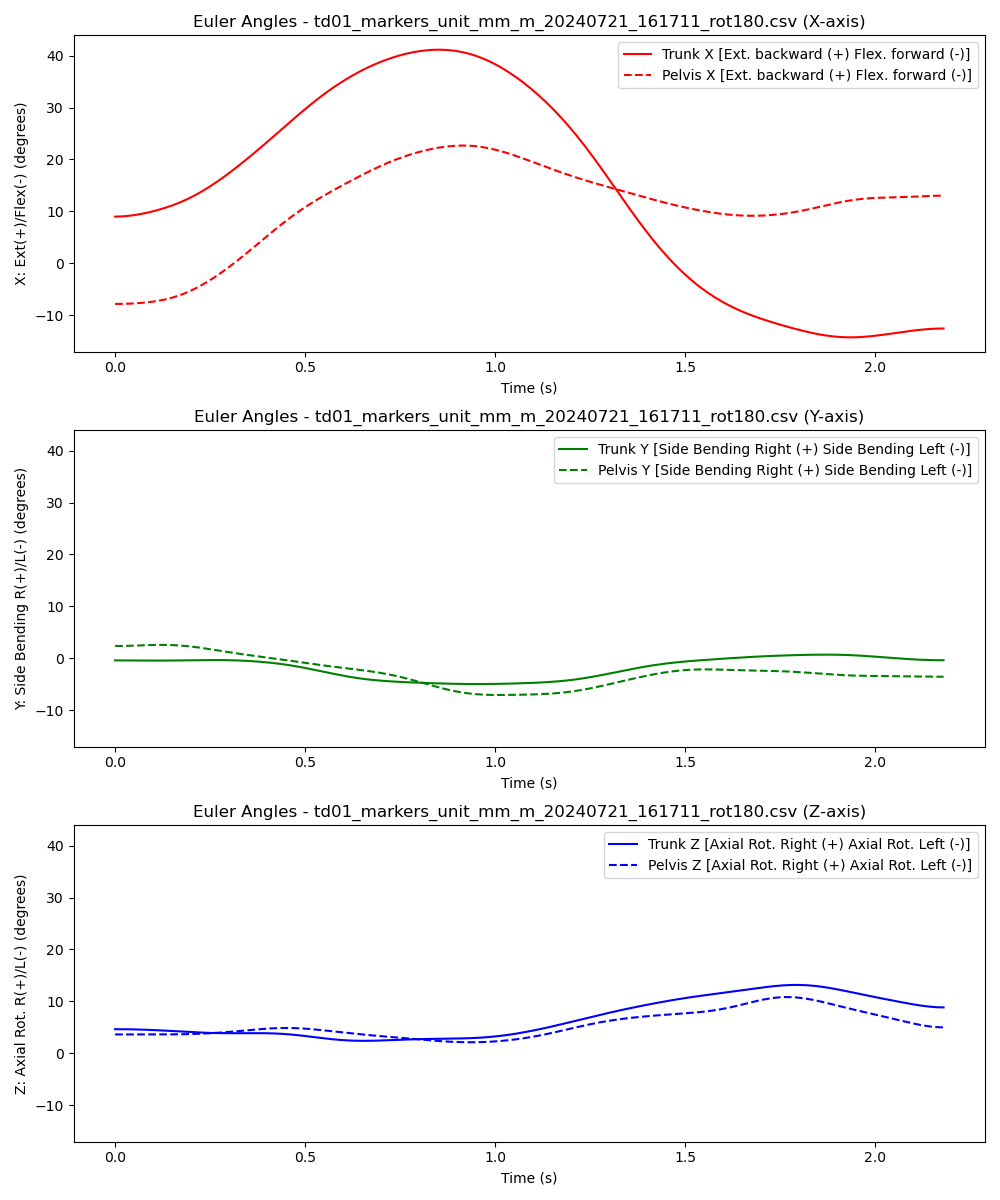 Euler Angles - td01_markers_unit_mm_m_20240721_161711_rot180.csv (X-axis)
Trunk X [Ext. backward (+) Flex. forward (-)]
Pelvis X [Ext. backward (+) Flex. forward (-)]
X: Ext(+)/Flex(-) (degrees)
40
30
20
10
0
−10
0.0 0.5 1.0 1.5 2.0
Time (s)
Euler Angles - td01_markers_unit_mm_m_20240721_161711_rot180.csv (Y-axis)
Trunk Y [Side Bending Right (+) Side Bending Left (-)]
Pelvis Y [Side Bending Right (+) Side Bending Left (-)]
Y: Side Bending R(+)/L(-) (degrees)
40
30
20
10
0
−10
0.0 0.5 1.0 1.5 2.0
Time (s)
Euler Angles - td01_markers_unit_mm_m_20240721_161711_rot180.csv (Z-axis)
Trunk Z [Axial Rot. Right (+) Axial Rot. Left (-)]
Pelvis Z [Axial Rot. Right (+) Axial Rot. Left (-)]
Z: Axial Rot. R(+)/L(-) (degrees)
40
30
20
10
0
−10
0.0 0.5 1.0 1.5 2.0
Time (s)